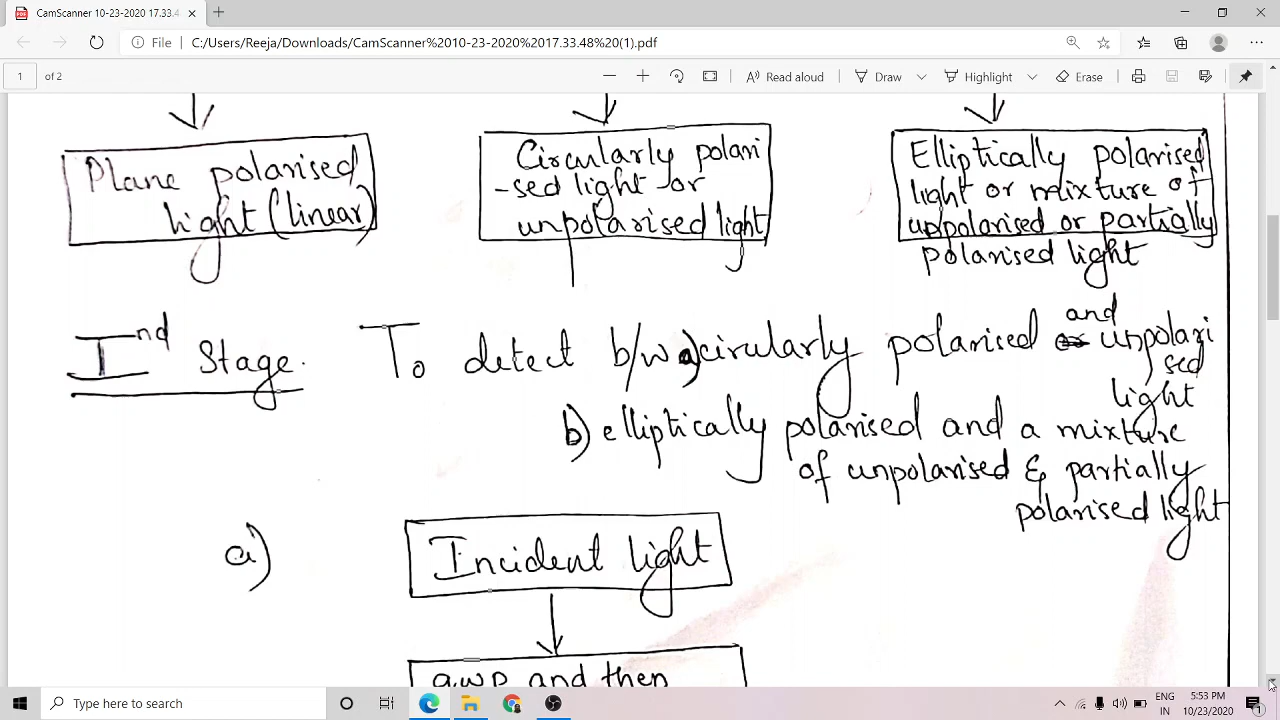 CamScanner 10-23-2020 17.33.4
File C:/Users/Reeja/Downloads/CamScanner%2010-23-2020%2017.33.48%20(1).pdf
1 of 2 Read aloud Draw Highlight Erase
Plane polarised
light (linear)
Circularly polari
-sed light or
unpolarised light
Elliptically polarised
light or mixture of
unpolarised or partially
polarised light
IInd Stage. To detect b/w a) circularly polarised and unpolari
sed
light
b) elliptically polarised and a mixture
of unpolarised & partially
polarised light
a)
Incident light
QWP and then
Type here to search
ENG
IN
5:53 PM
10/23/2020
1